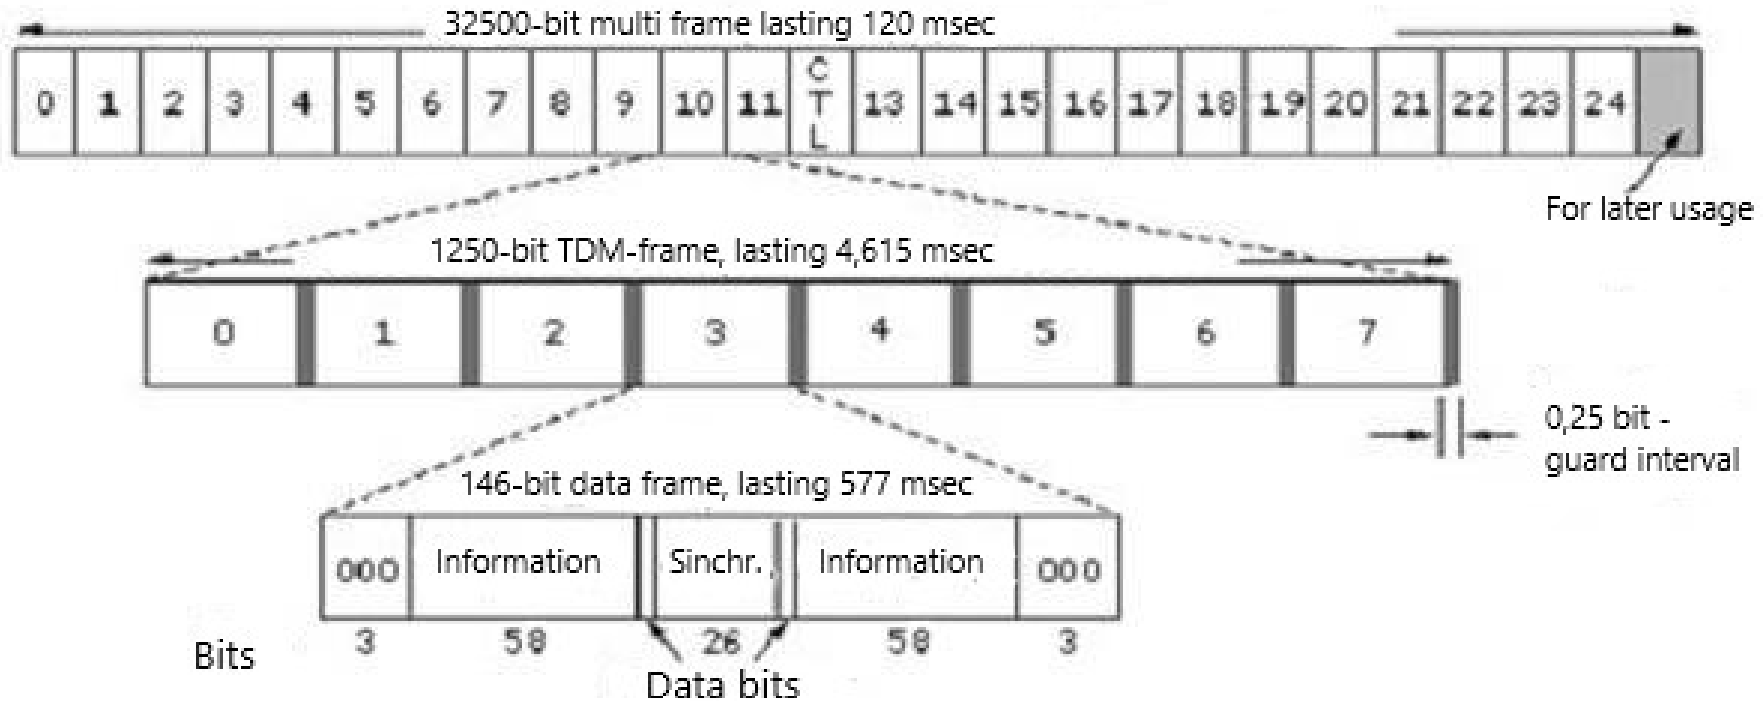 32500-bit multi frame lasting 120 msec
0 1 2 3 4 5 6 7 8 9 10 11 CTL 13 14 15 16 17 18 19 20 21 22 23 24
For later usage
1250-bit TDM-frame, lasting 4,615 msec
0 1 2 3 4 5 6 7
0,25 bit -
guard interval
146-bit data frame, lasting 577 msec
000 Information Sinchr. Information 000
Bits 3 58 26 58 3
Data bits